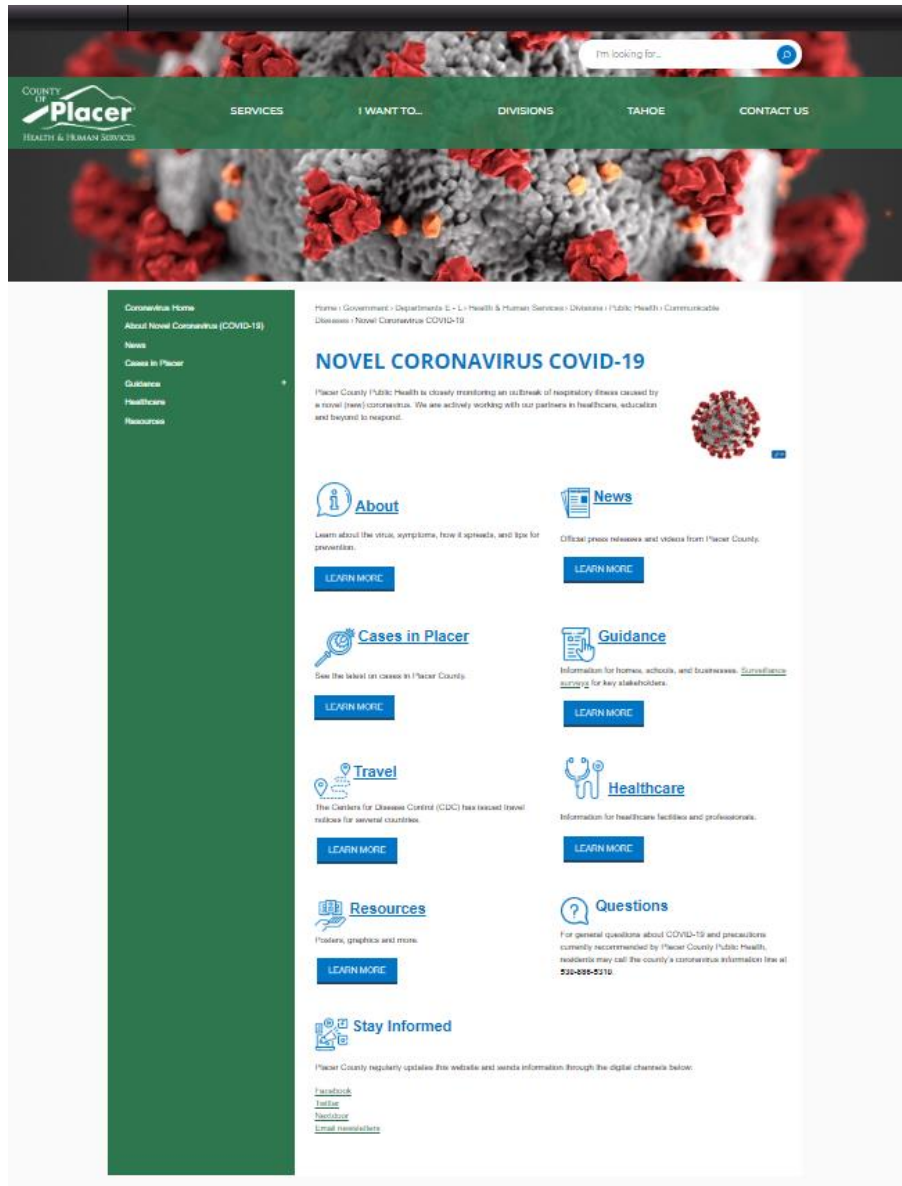 I'm looking for...
COUNTY
OF
Placer
HEALTH & HUMAN SERVICES
SERVICES
I WANT TO...
DIVISIONS
TAHOE
CONTACT US
Coronavirus Home
About Novel Coronavirus (COVID-19)
News
Cases in Placer
Guidance +
Healthcare
Resources
Home › Government › Departments E - L › Health & Human Services › Divisions › Public Health › Communicable
Diseases › Novel Coronavirus COVID-19
NOVEL CORONAVIRUS COVID-19
Placer County Public Health is closely monitoring an outbreak of respiratory illness caused by
a novel (new) coronavirus. We are actively working with our partners in healthcare, education
and beyond to respond.
About
Learn about the virus, symptoms, how it spreads, and tips for
prevention.
LEARN MORE
News
Official press releases and videos from Placer County.
LEARN MORE
Cases in Placer
See the latest on cases in Placer County.
LEARN MORE
Guidance
Information for homes, schools, and businesses. Surveillance
surveys for key stakeholders.
LEARN MORE
Travel
The Centers for Disease Control (CDC) has issued travel
notices for several countries.
LEARN MORE
Healthcare
Information for healthcare facilities and professionals.
LEARN MORE
Resources
Posters, graphics and more.
LEARN MORE
Questions
For general questions about COVID-19 and precautions
currently recommended by Placer County Public Health,
residents may call the county's coronavirus information line at
530-886-5310.
Stay Informed
Placer County regularly updates this website and sends information through the digital channels below:
Facebook
Twitter
Nextdoor
Email newsletters